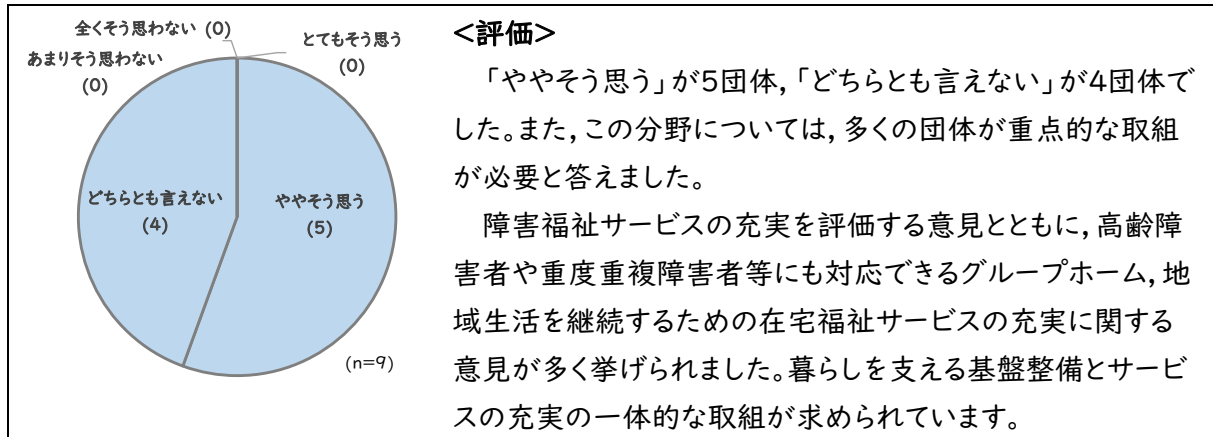 全くそう思わない (0)
とてもそう思う
(0)
あまりそう思わない
(0)
どちらとも言えない
(4)
ややそう思う
(5)
(n=9)
<評価>
「ややそう思う」が5団体,「どちらとも言えない」が4団体で
した。また,この分野については,多くの団体が重点的な取組
が必要と答えました。
障害福祉サービスの充実を評価する意見とともに,高齢障
害者や重度重複障害者等にも対応できるグループホーム,地
域生活を継続するための在宅福祉サービスの充実に関する
意見が多く挙げられました。暮らしを支える基盤整備とサービ
スの充実の一体的な取組が求められています。